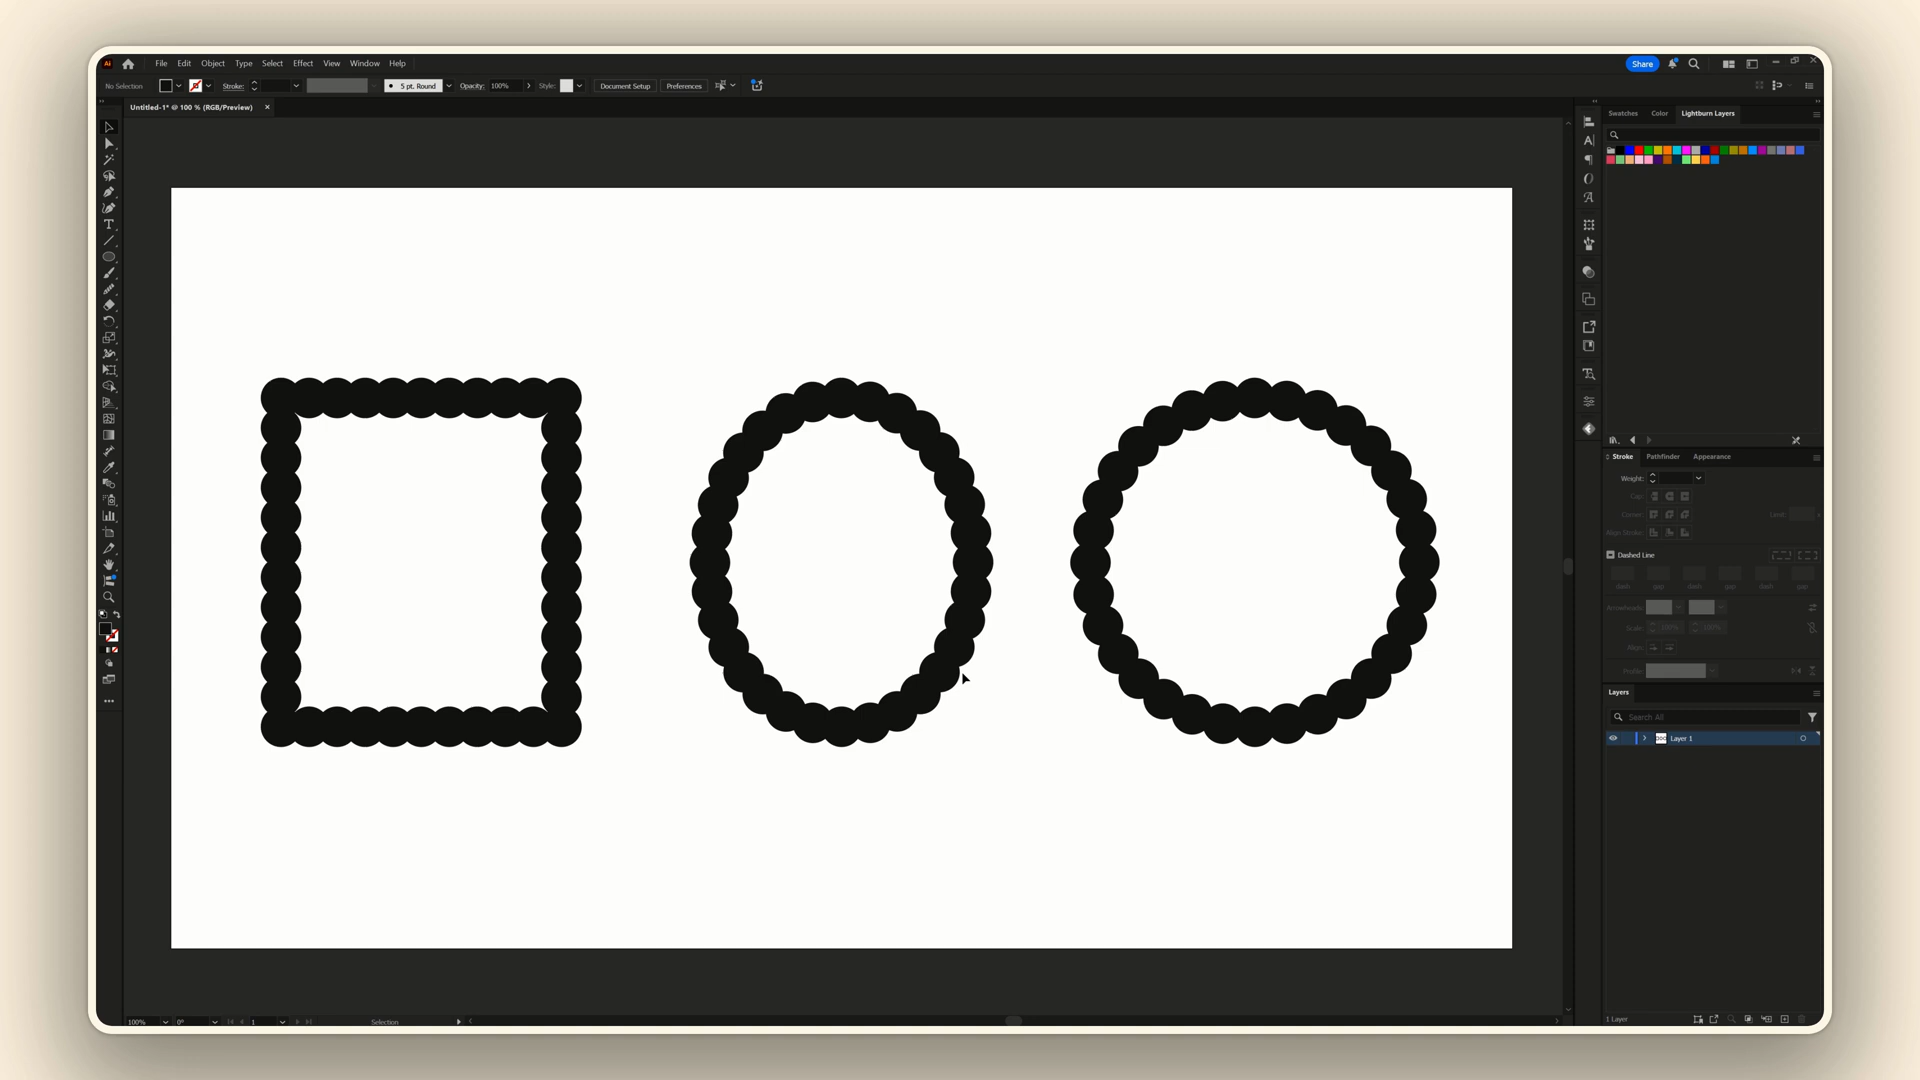 Ai File Edit Object Type Select Effect View Window Help Share
No Selection Stroke: 5 pt. Round Opacity: 100% Style: Document Setup Preferences
Untitled-1* @ 100 % (RGB/Preview) ×
Swatches Color Lightburn Layers
Stroke Pathfinder Appearance
Weight:
Cap:
Corner: Limit:
Align Stroke:
Dashed Line
dash gap dash gap dash gap
Arrowheads:
Scale: 100% 100%
Align:
Profile:
Layers
Search All
Layer 1
100% 0° 1 Selection
1 Layer